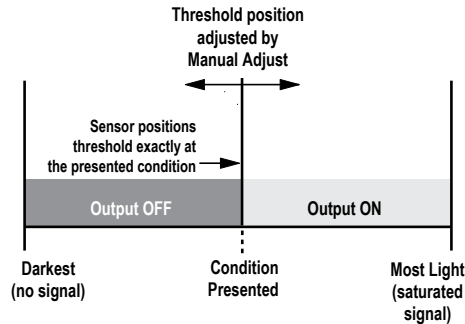 Threshold position
adjusted by
Manual Adjust
Sensor positions
threshold exactly at
the presented condition
Output OFF
Output ON
Darkest
(no signal)
Condition
Presented
Most Light
(saturated
signal)